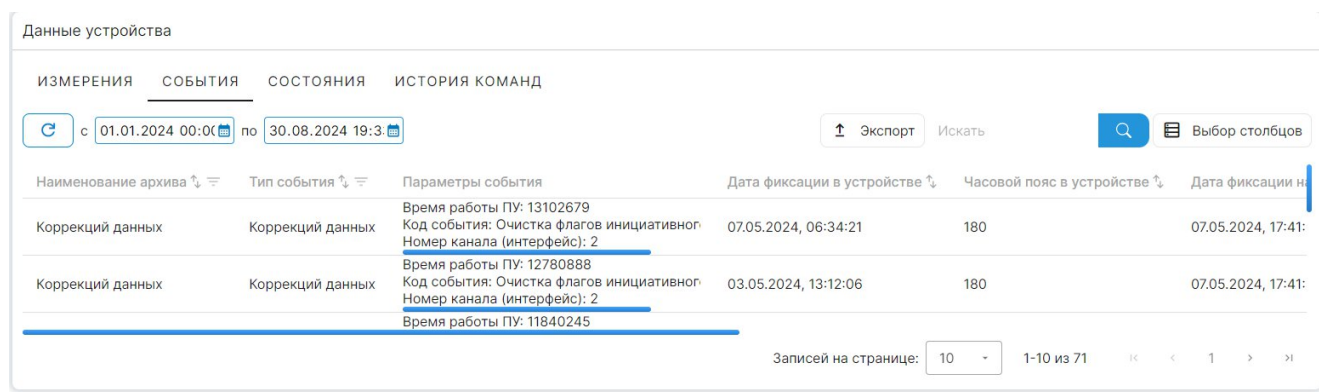 Данные устройства
ИЗМЕРЕНИЯ СОБЫТИЯ СОСТОЯНИЯ ИСТОРИЯ КОМАНД
с 01.01.2024 00:0( по 30.08.2024 19:3 Экспорт Искать Выбор столбцов
Наименование архива Тип события Параметры события Дата фиксации в устройстве Часовой пояс в устройстве Дата фиксации на
Время работы ПУ: 13102679
Коррекций данных Коррекций данных Код события: Очистка флагов инициативног 07.05.2024, 06:34:21 180 07.05.2024, 17:41:
Номер канала (интерфейс): 2
Время работы ПУ: 12780888
Коррекций данных Коррекций данных Код события: Очистка флагов инициативног 03.05.2024, 13:12:06 180 07.05.2024, 17:41:
Номер канала (интерфейс): 2
Время работы ПУ: 11840245
Записей на странице: 10 1-10 из 71 1